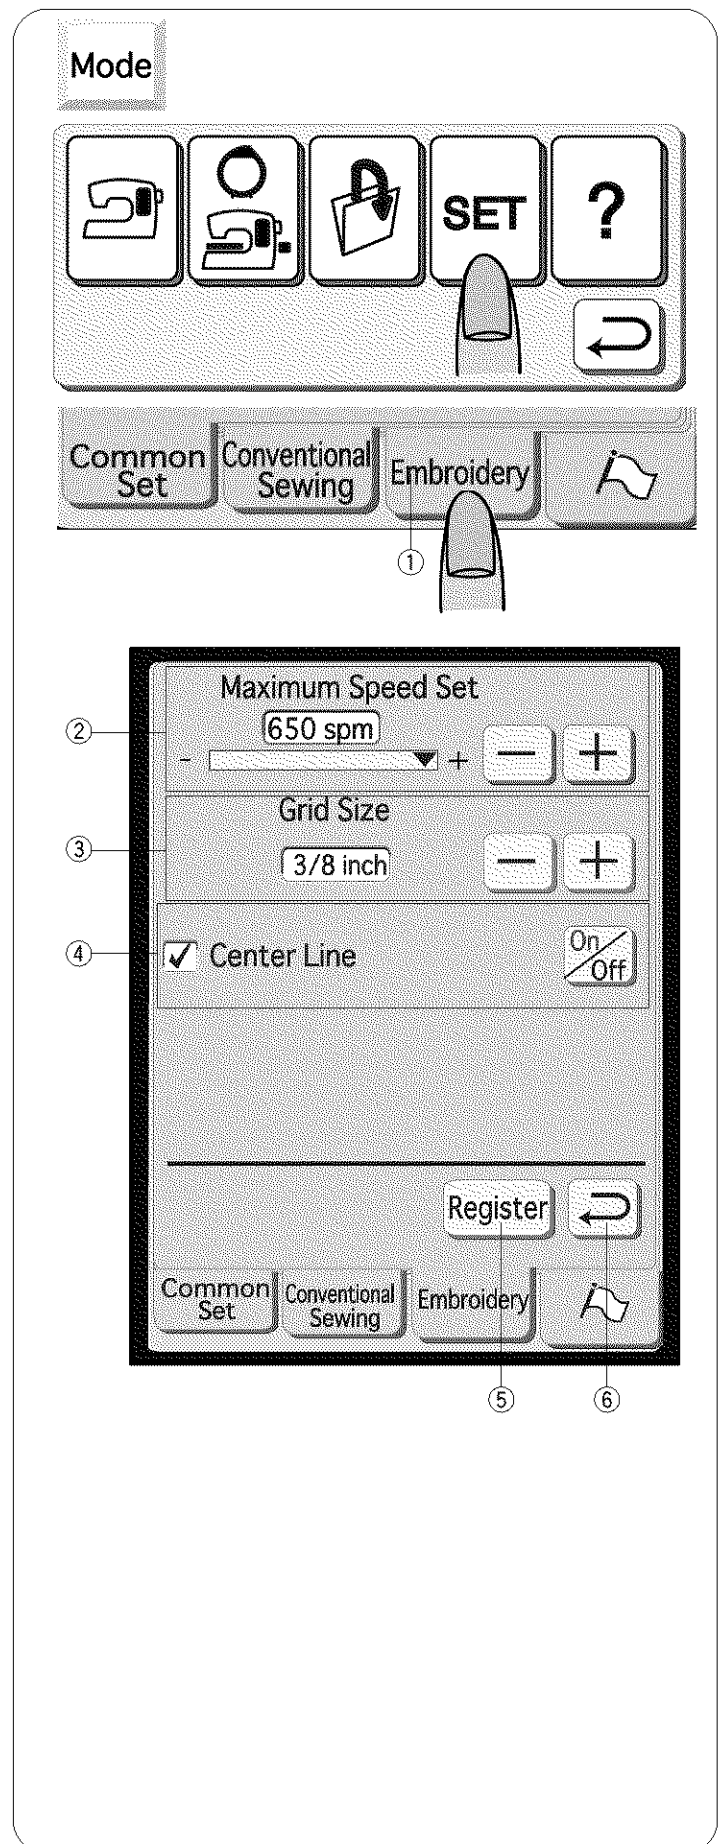 Mode
SET ?
Common Set
Conventional Sewing
Embroidery
①
Maximum Speed Set
② 650 spm
- + − +
Grid Size
③ 3/8 inch − +
④ ✓ Center Line On/Off
Register
Common Set
Conventional Sewing
Embroidery
⑤ ⑥